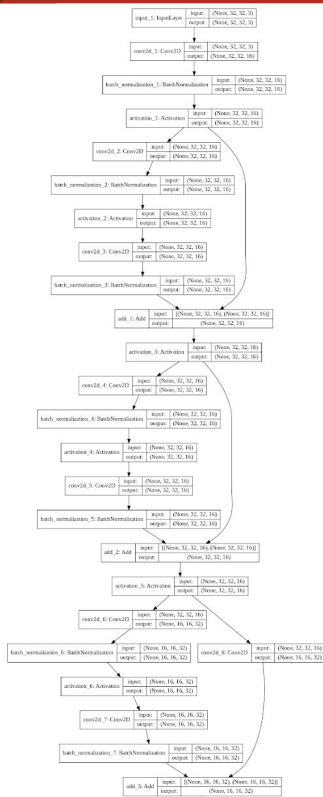 input_1: InputLayer input: (None, 32, 32, 3)
output: (None, 32, 32, 3)
conv2d_1: Conv2D input: (None, 32, 32, 3)
output: (None, 32, 32, 16)
batch_normalization_1: BatchNormalization input: (None, 32, 32, 16)
output: (None, 32, 32, 16)
activation_1: Activation input: (None, 32, 32, 16)
output: (None, 32, 32, 16)
conv2d_2: Conv2D input: (None, 32, 32, 16)
output: (None, 32, 32, 16)
batch_normalization_2: BatchNormalization input: (None, 32, 32, 16)
output: (None, 32, 32, 16)
activation_2: Activation input: (None, 32, 32, 16)
output: (None, 32, 32, 16)
conv2d_3: Conv2D input: (None, 32, 32, 16)
output: (None, 32, 32, 16)
batch_normalization_3: BatchNormalization input: (None, 32, 32, 16)
output: (None, 32, 32, 16)
add_1: Add input: [(None, 32, 32, 16), (None, 32, 32, 16)]
output: (None, 32, 32, 16)
activation_3: Activation input: (None, 32, 32, 16)
output: (None, 32, 32, 16)
conv2d_4: Conv2D input: (None, 32, 32, 16)
output: (None, 32, 32, 16)
batch_normalization_4: BatchNormalization input: (None, 32, 32, 16)
output: (None, 32, 32, 16)
activation_4: Activation input: (None, 32, 32, 16)
output: (None, 32, 32, 16)
conv2d_5: Conv2D input: (None, 32, 32, 16)
output: (None, 32, 32, 16)
batch_normalization_5: BatchNormalization input: (None, 32, 32, 16)
output: (None, 32, 32, 16)
add_2: Add input: [(None, 32, 32, 16), (None, 32, 32, 16)]
output: (None, 32, 32, 16)
activation_5: Activation input: (None, 32, 32, 16)
output: (None, 32, 32, 16)
conv2d_6: Conv2D input: (None, 32, 32, 16)
output: (None, 16, 16, 32)
batch_normalization_6: BatchNormalization input: (None, 16, 16, 32)
output: (None, 16, 16, 32)
conv2d_8: Conv2D input: (None, 32, 32, 16)
output: (None, 16, 16, 32)
activation_6: Activation input: (None, 16, 16, 32)
output: (None, 16, 16, 32)
conv2d_7: Conv2D input: (None, 16, 16, 32)
output: (None, 16, 16, 32)
batch_normalization_7: BatchNormalization input: (None, 16, 16, 32)
output: (None, 16, 16, 32)
add_3: Add input: [(None, 16, 16, 32), (None, 16, 16, 32)]
output: (None, 16, 16, 32)